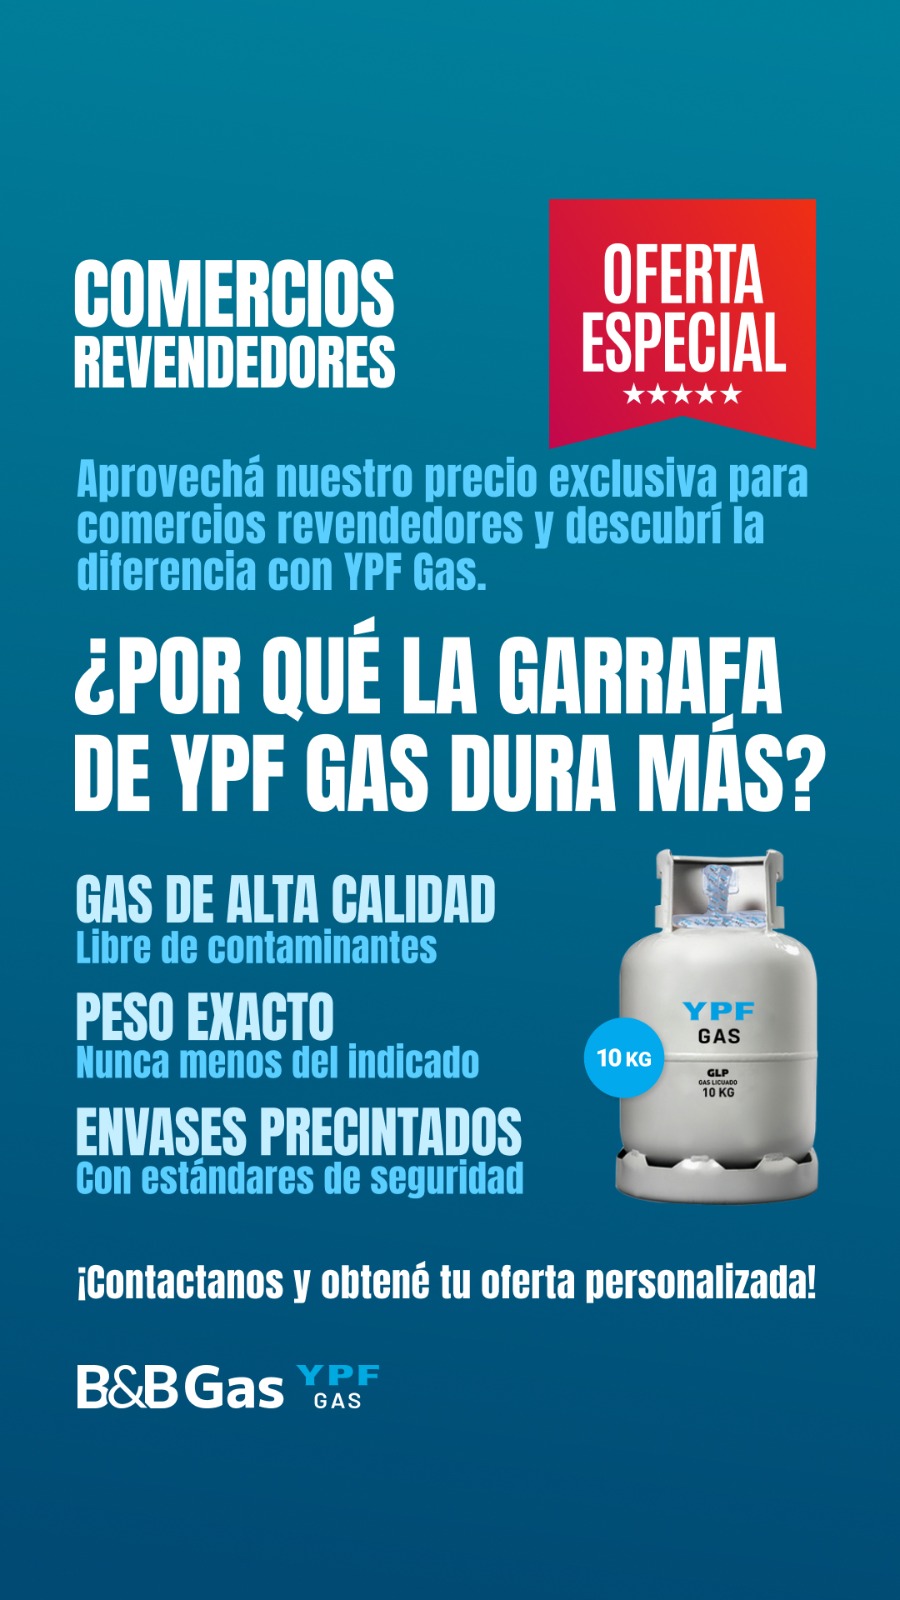 COMERCIOS
REVENDEDORES
OFERTA
ESPECIAL
Aprovechá nuestro precio exclusiva para
comercios revendedores y descubrí la
diferencia con YPF Gas.
¿POR QUÉ LA GARRAFA
DE YPF GAS DURA MÁS?
GAS DE ALTA CALIDAD
Libre de contaminantes
PESO EXACTO
Nunca menos del indicado
ENVASES PRECINTADOS
Con estándares de seguridad
YPF
GAS
10 KG
GLP
GAS LICUADO
10 KG
¡Contactanos y obtené tu oferta personalizada!
B&B Gas YPF
GAS